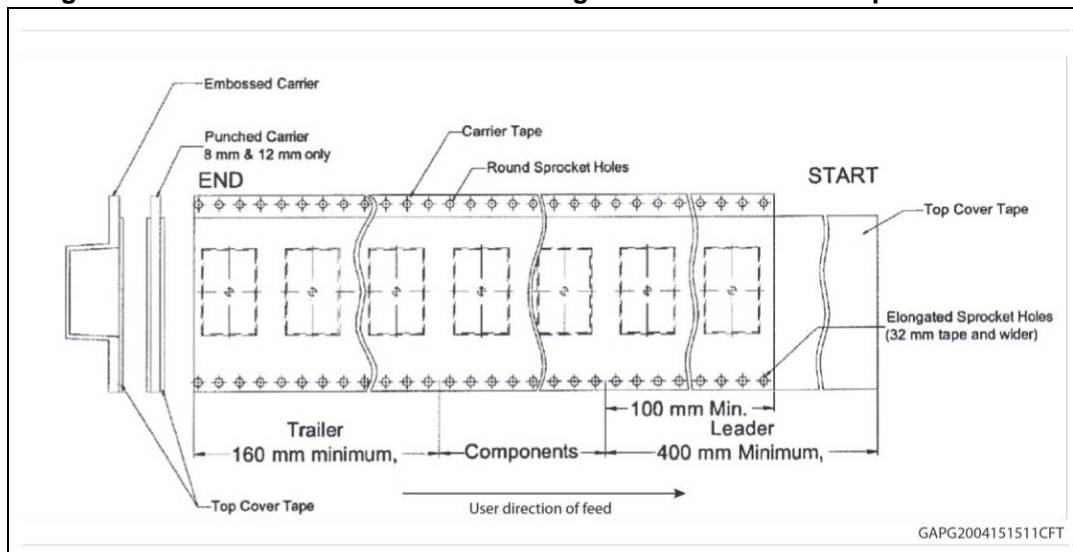 Embossed Carrier
Punched Carrier
8 mm & 12 mm only
END
Carrier Tape
Round Sprocket Holes
START
Top Cover Tape
Elongated Sprocket Holes
(32 mm tape and wider)
100 mm Min.
Trailer
Leader
160 mm minimum,
Components
400 mm Minimum,
Top Cover Tape
User direction of feed
GAPG2004151511CFT